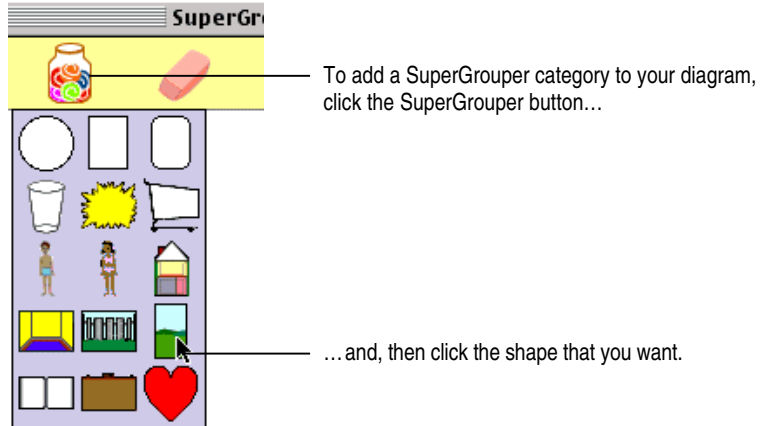 SuperGr
To add a SuperGrouper category to your diagram,
click the SuperGrouper button…
…and, then click the shape that you want.